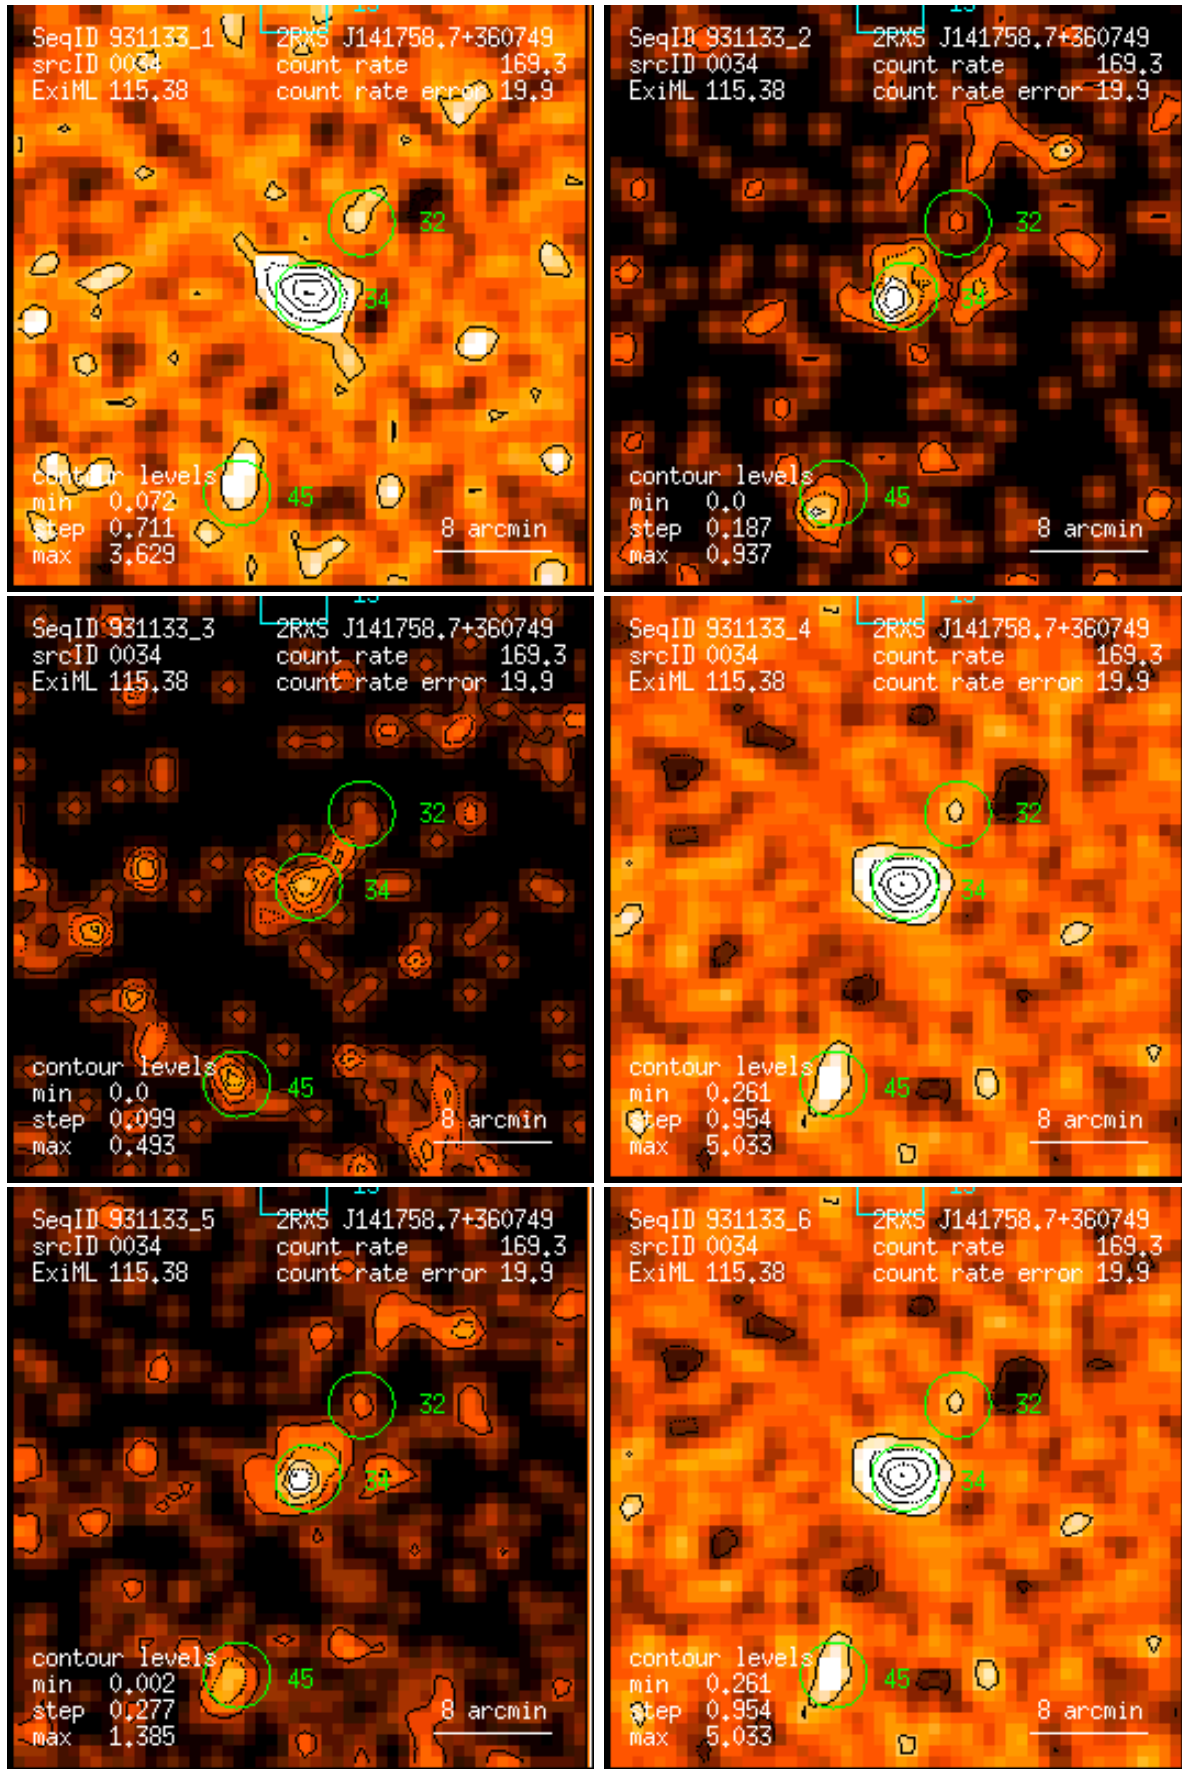 SeqID 931133_1 2RXS J141758.7+360749
srcID 0034 count rate 169.3
ExiML 115.38 count rate error 19.9
32
34
45
contour levels
min 0.072
step 0.711
max 3.629
8 arcmin
SeqID 931133_2 2RXS J141758.7+360749
srcID 0034 count rate 169.3
ExiML 115.38 count rate error 19.9
32
34
45
contour levels
min 0.0
step 0.187
max 0.937
8 arcmin
SeqID 931133_3 2RXS J141758.7+360749
srcID 0034 count rate 169.3
ExiML 115.38 count rate error 19.9
32
34
45
contour levels
min 0.0
step 0.099
max 0.493
8 arcmin
SeqID 931133_4 2RXS J141758.7+360749
srcID 0034 count rate 169.3
ExiML 115.38 count rate error 19.9
32
34
45
contour levels
min 0.261
step 0.954
max 5.033
8 arcmin
SeqID 931133_5 2RXS J141758.7+360749
srcID 0034 count rate 169.3
ExiML 115.38 count rate error 19.9
32
34
45
contour levels
min 0.002
step 0.277
max 1.385
8 arcmin
SeqID 931133_6 2RXS J141758.7+360749
srcID 0034 count rate 169.3
ExiML 115.38 count rate error 19.9
32
34
45
contour levels
min 0.261
step 0.954
max 5.033
8 arcmin